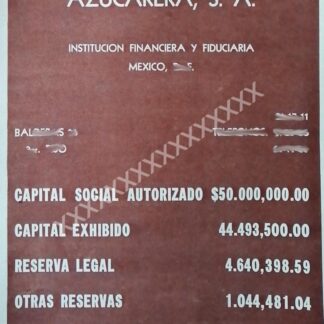 AZUCARERA, S. A.
INSTITUCION FINANCIERA Y FIDUCIARIA
MEXICO,
XXXXXXXXXXXXXX
CAPITAL SOCIAL AUTORIZADO $50.000,000.00
CAPITAL EXHIBIDO 44.493,500.00
RESERVA LEGAL 4.640,398.59
OTRAS RESERVAS 1.044,481.04